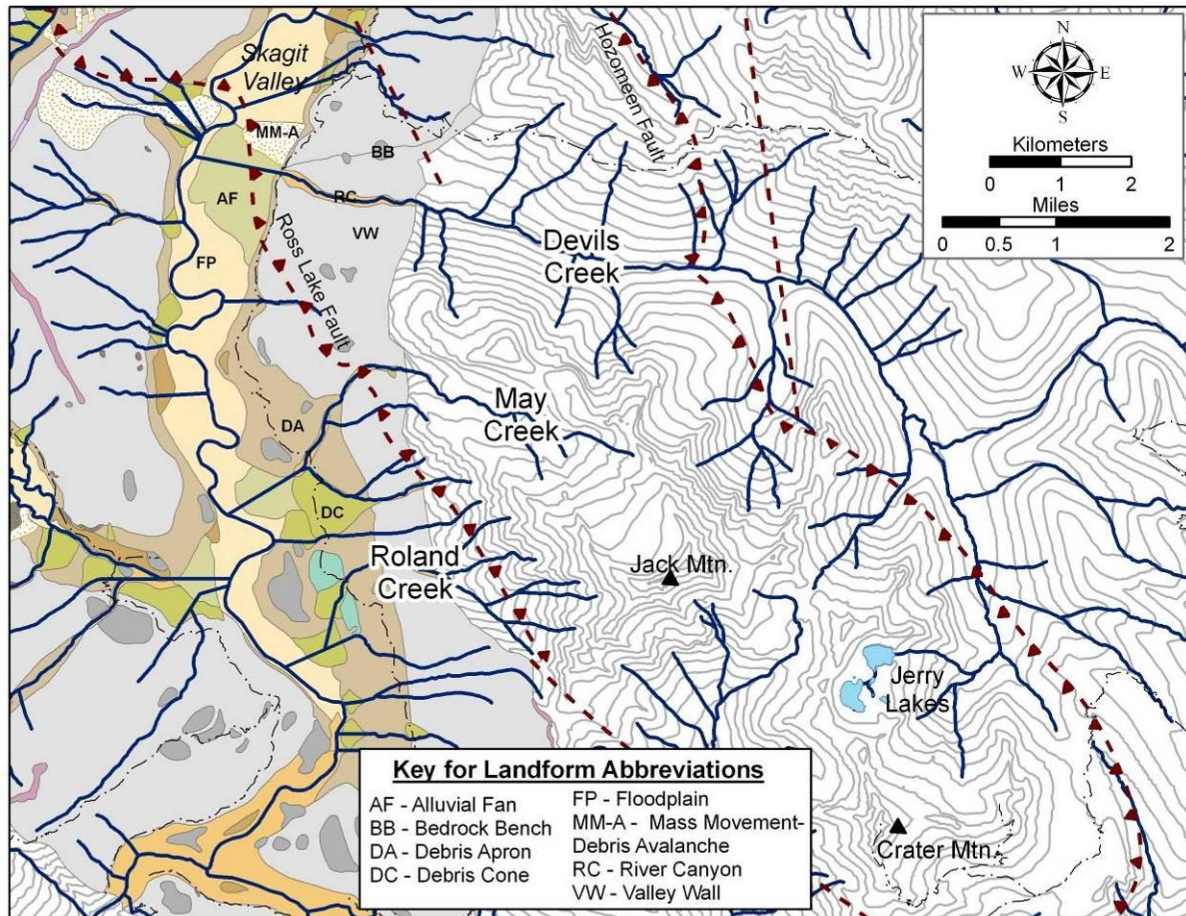 Skagit
Valley
MM-A
BB
AF
RC
VW
FP
Ross Lake Fault
Hozomeen Fault
Devils
Creek
May
Creek
DA
DC
Roland
Creek
Jack Mtn.
Jerry
Lakes
Crater Mtn.
N
W E
S
Kilometers
0 1 2
Miles
0 0.5 1 2
Key for Landform Abbreviations
AF - Alluvial Fan
BB - Bedrock Bench
DA - Debris Apron
DC - Debris Cone
FP - Floodplain
MM-A - Mass Movement-
Debris Avalanche
RC - River Canyon
VW - Valley Wall